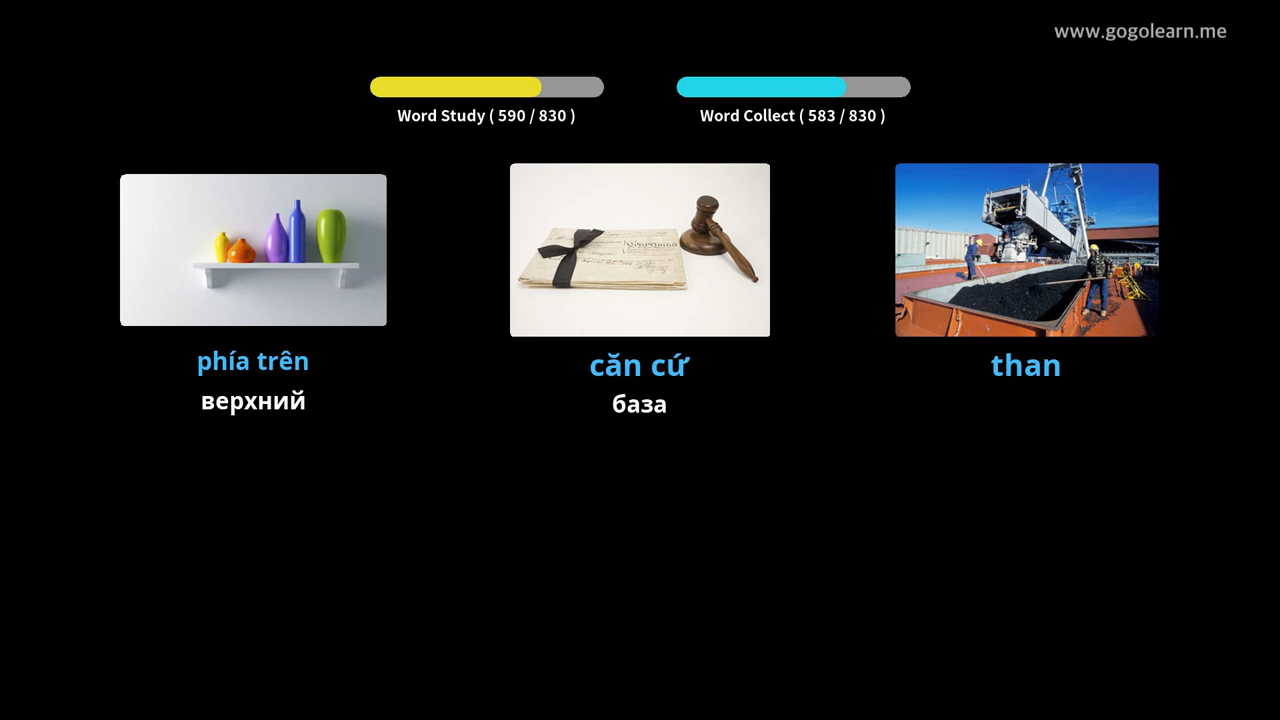 www.gogolearn.me
Word Study ( 590 / 830 )
Word Collect ( 583 / 830 )
phía trên
верхний
căn cứ
база
than